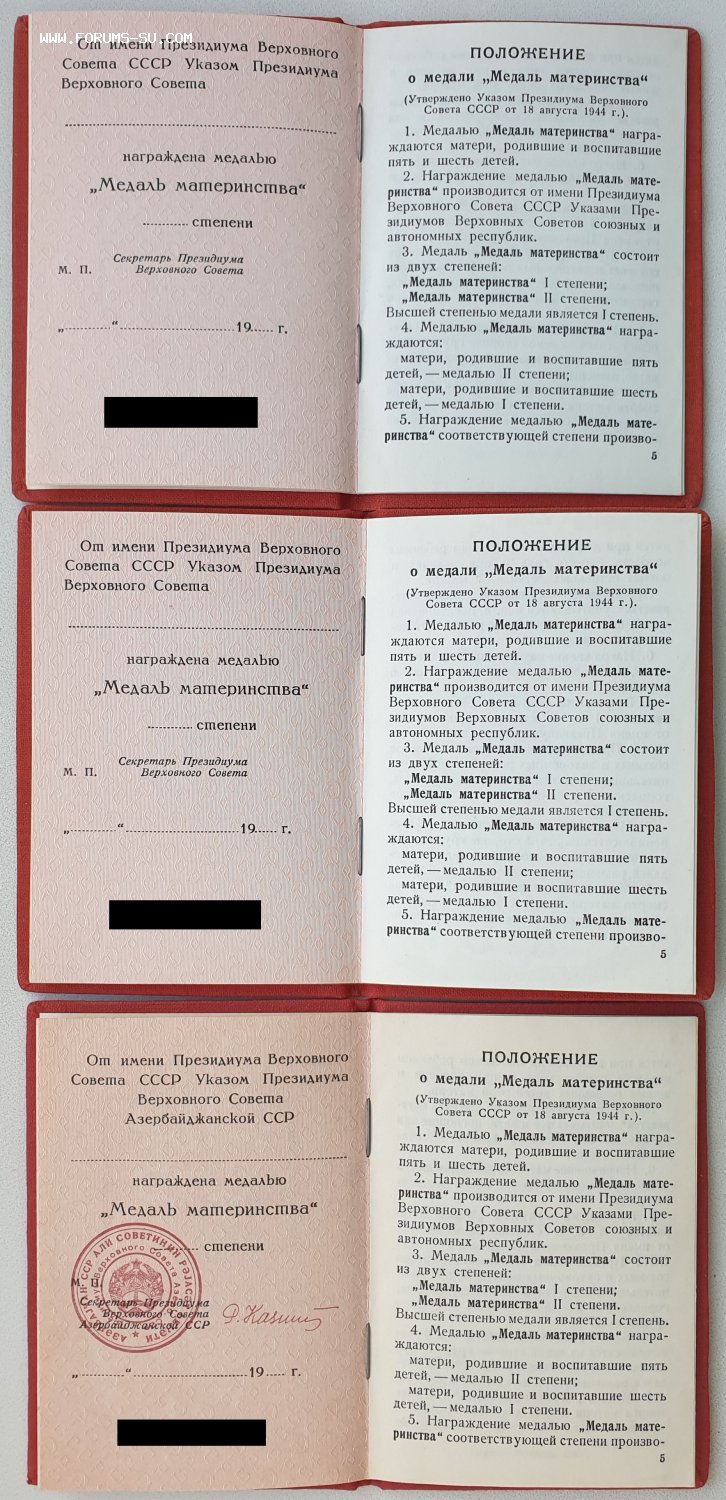 www.forums-su.com
От имени Президиума Верховного
Совета СССР Указом Президиума
Верховного Совета
награждена медалью
„Медаль материнства“
степени
Секретарь Президиума
М. П. Верховного Совета
„ “ 19 г.
ПОЛОЖЕНИЕ
о медали „Медаль материнства“
(Утверждено Указом Президиума Верховного
Совета СССР от 18 августа 1944 г.).
1. Медалью „Медаль материнства“ награ-
ждаются матери, родившие и воспитавшие
пять и шесть детей.
2. Награждение медалью „Медаль мате-
ринства“ производится от имени Президиума
Верховного Совета СССР Указами Пре-
зидиумов Верховных Советов союзных и
автономных республик.
3. Медаль „Медаль материнства“ состоит
из двух степеней:
„Медаль материнства“ I степени;
„Медаль материнства“ II степени.
Высшей степенью медали является I степень.
4. Медалью „Медаль материнства“ награ-
ждаются:
матери, родившие и воспитавшие пять
детей, — медалью II степени;
матери, родившие и воспитавшие шесть
детей, — медалью I степени.
5. Награждение медалью „Медаль мате-
ринства“ соответствующей степени произво-
5
От имени Президиума Верховного
Совета СССР Указом Президиума
Верховного Совета
награждена медалью
„Медаль материнства“
степени
Секретарь Президиума
М. П. Верховного Совета
„ “ 19 г.
ПОЛОЖЕНИЕ
о медали „Медаль материнства“
(Утверждено Указом Президиума Верховного
Совета СССР от 18 августа 1944 г.).
1. Медалью „Медаль материнства“ награ-
ждаются матери, родившие и воспитавшие
пять и шесть детей.
2. Награждение медалью „Медаль мате-
ринства“ производится от имени Президиума
Верховного Совета СССР Указами Пре-
зидиумов Верховных Советов союзных и
автономных республик.
3. Медаль „Медаль материнства“ состоит
из двух степеней:
„Медаль материнства“ I степени;
„Медаль материнства“ II степени.
Высшей степенью медали является I степень.
4. Медалью „Медаль материнства“ награ-
ждаются:
матери, родившие и воспитавшие пять
детей, — медалью II степени;
матери, родившие и воспитавшие шесть
детей, — медалью I степени.
5. Награждение медалью „Медаль мате-
ринства“ соответствующей степени произво-
5
От имени Президиума Верховного
Совета СССР Указом Президиума
Верховного Совета
Азербайджанской ССР
награждена медалью
„Медаль материнства“
степени
М. П.
Секретарь Президиума
Верховного Совета
Азербайджанской ССР
„ “ 19 г.
ССР АЛИ СОВЕТИНИН
Верховного Совета
ПОЛОЖЕНИЕ
о медали „Медаль материнства“
(Утверждено Указом Президиума Верховного
Совета СССР от 18 августа 1944 г.).
1. Медалью „Медаль материнства“ награ-
ждаются матери, родившие и воспитавшие
пять и шесть детей.
2. Награждение медалью „Медаль мате-
ринства“ производится от имени Президиума
Верховного Совета СССР Указами Пре-
зидиумов Верховных Советов союзных и
автономных республик.
3. Медаль „Медаль материнства“ состоит
из двух степеней:
„Медаль материнства“ I степени;
„Медаль материнства“ II степени.
Высшей степенью медали является I степень.
4. Медалью „Медаль материнства“ награ-
ждаются:
матери, родившие и воспитавшие пять
детей, — медалью II степени;
матери, родившие и воспитавшие шесть
детей, — медалью I степени.
5. Награждение медалью „Медаль мате-
ринства“ соответствующей степени произво-
5